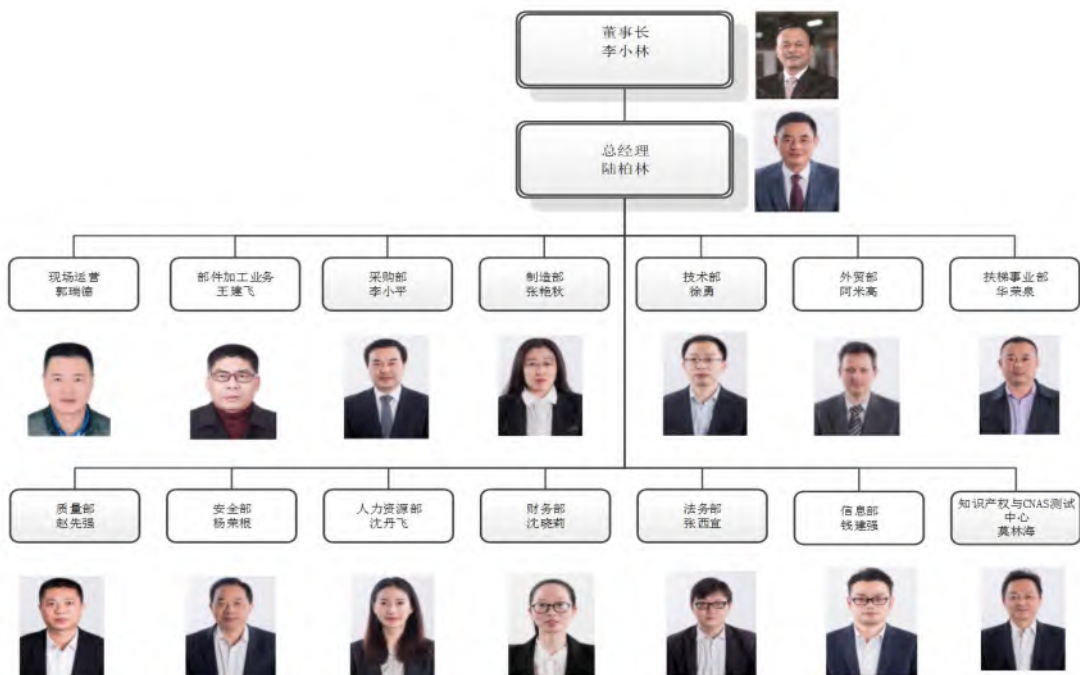 董事长
李小林
总经理
陆柏林
现场运营
郭瑞德
部件加工业务
王建飞
采购部
李小平
制造部
张艳秋
技术部
徐勇
外贸部
阿米高
扶梯事业部
华荣泉
质量部
赵先强
安全部
杨荣根
人力资源部
沈丹飞
财务部
沈晓莉
法务部
张西宜
信息部
钱建强
知识产权与CNAS测试
中心
莫林海